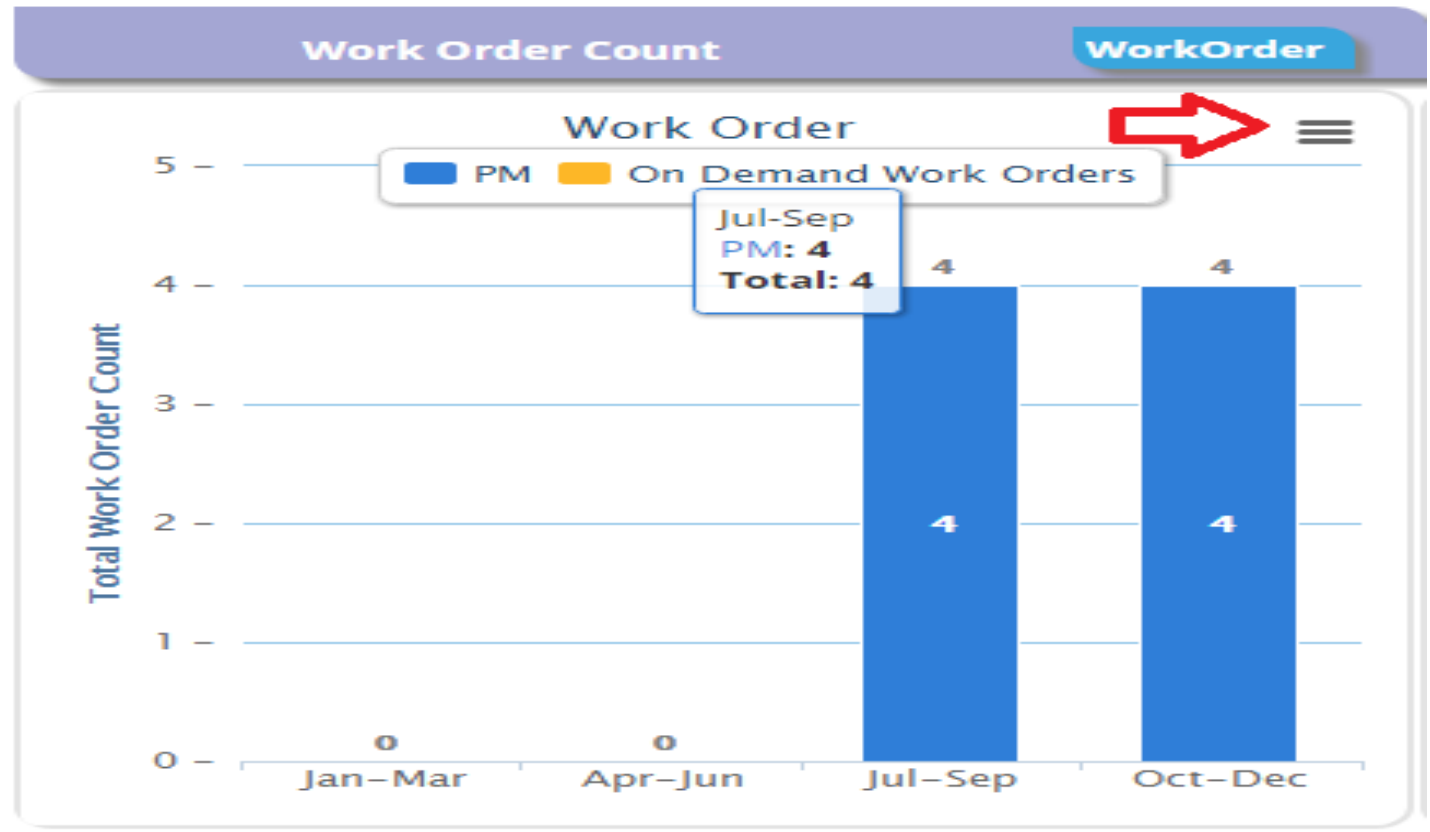 Work Order Count WorkOrder
Work Order
PM On Demand Work Orders
Jul-Sep
PM: 4
Total: 4
Total Work Order Count
5
4
3
2
1
0
0
0
4
4
4
4
Jan-Mar Apr-Jun Jul-Sep Oct-Dec